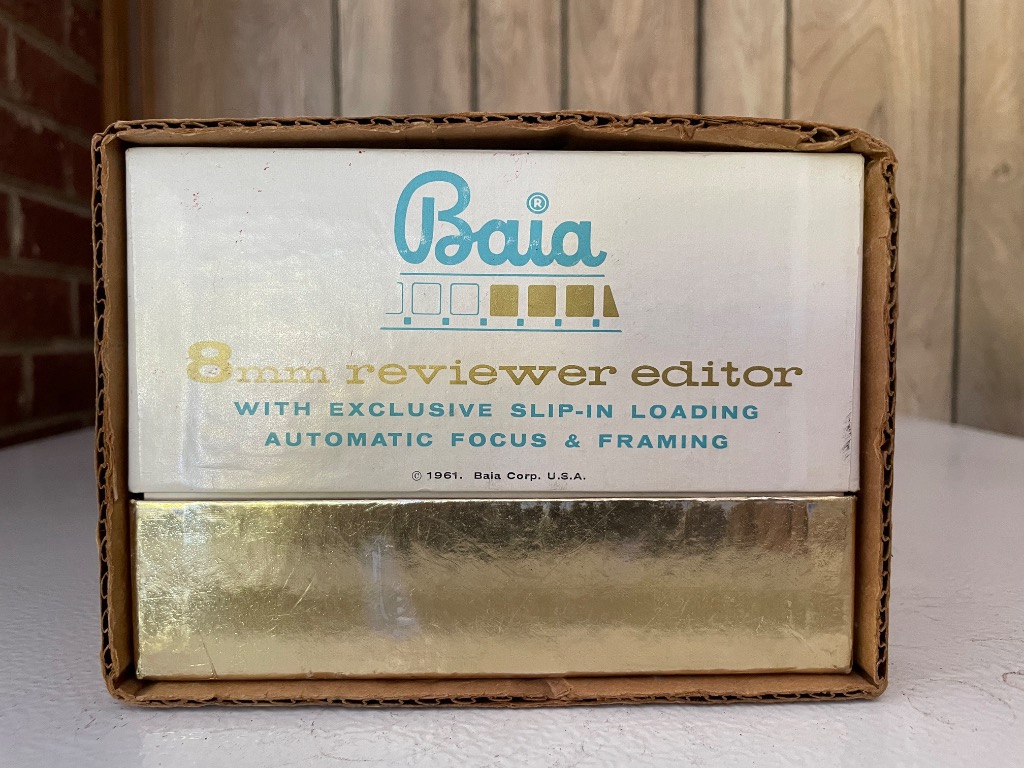 Baia®
8mm reviewer editor
WITH EXCLUSIVE SLIP-IN LOADING
AUTOMATIC FOCUS & FRAMING
© 1961. Baia Corp. U.S.A.